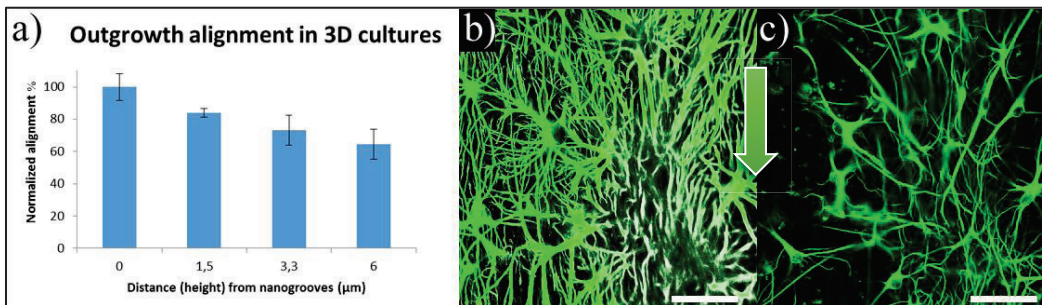 a)
Outgrowth alignment in 3D cultures
Normalized alignment %
100
80
60
40
20
0
0 1,5 3,3 6
Distance (height) from nanogrooves (µm)
b)
c)